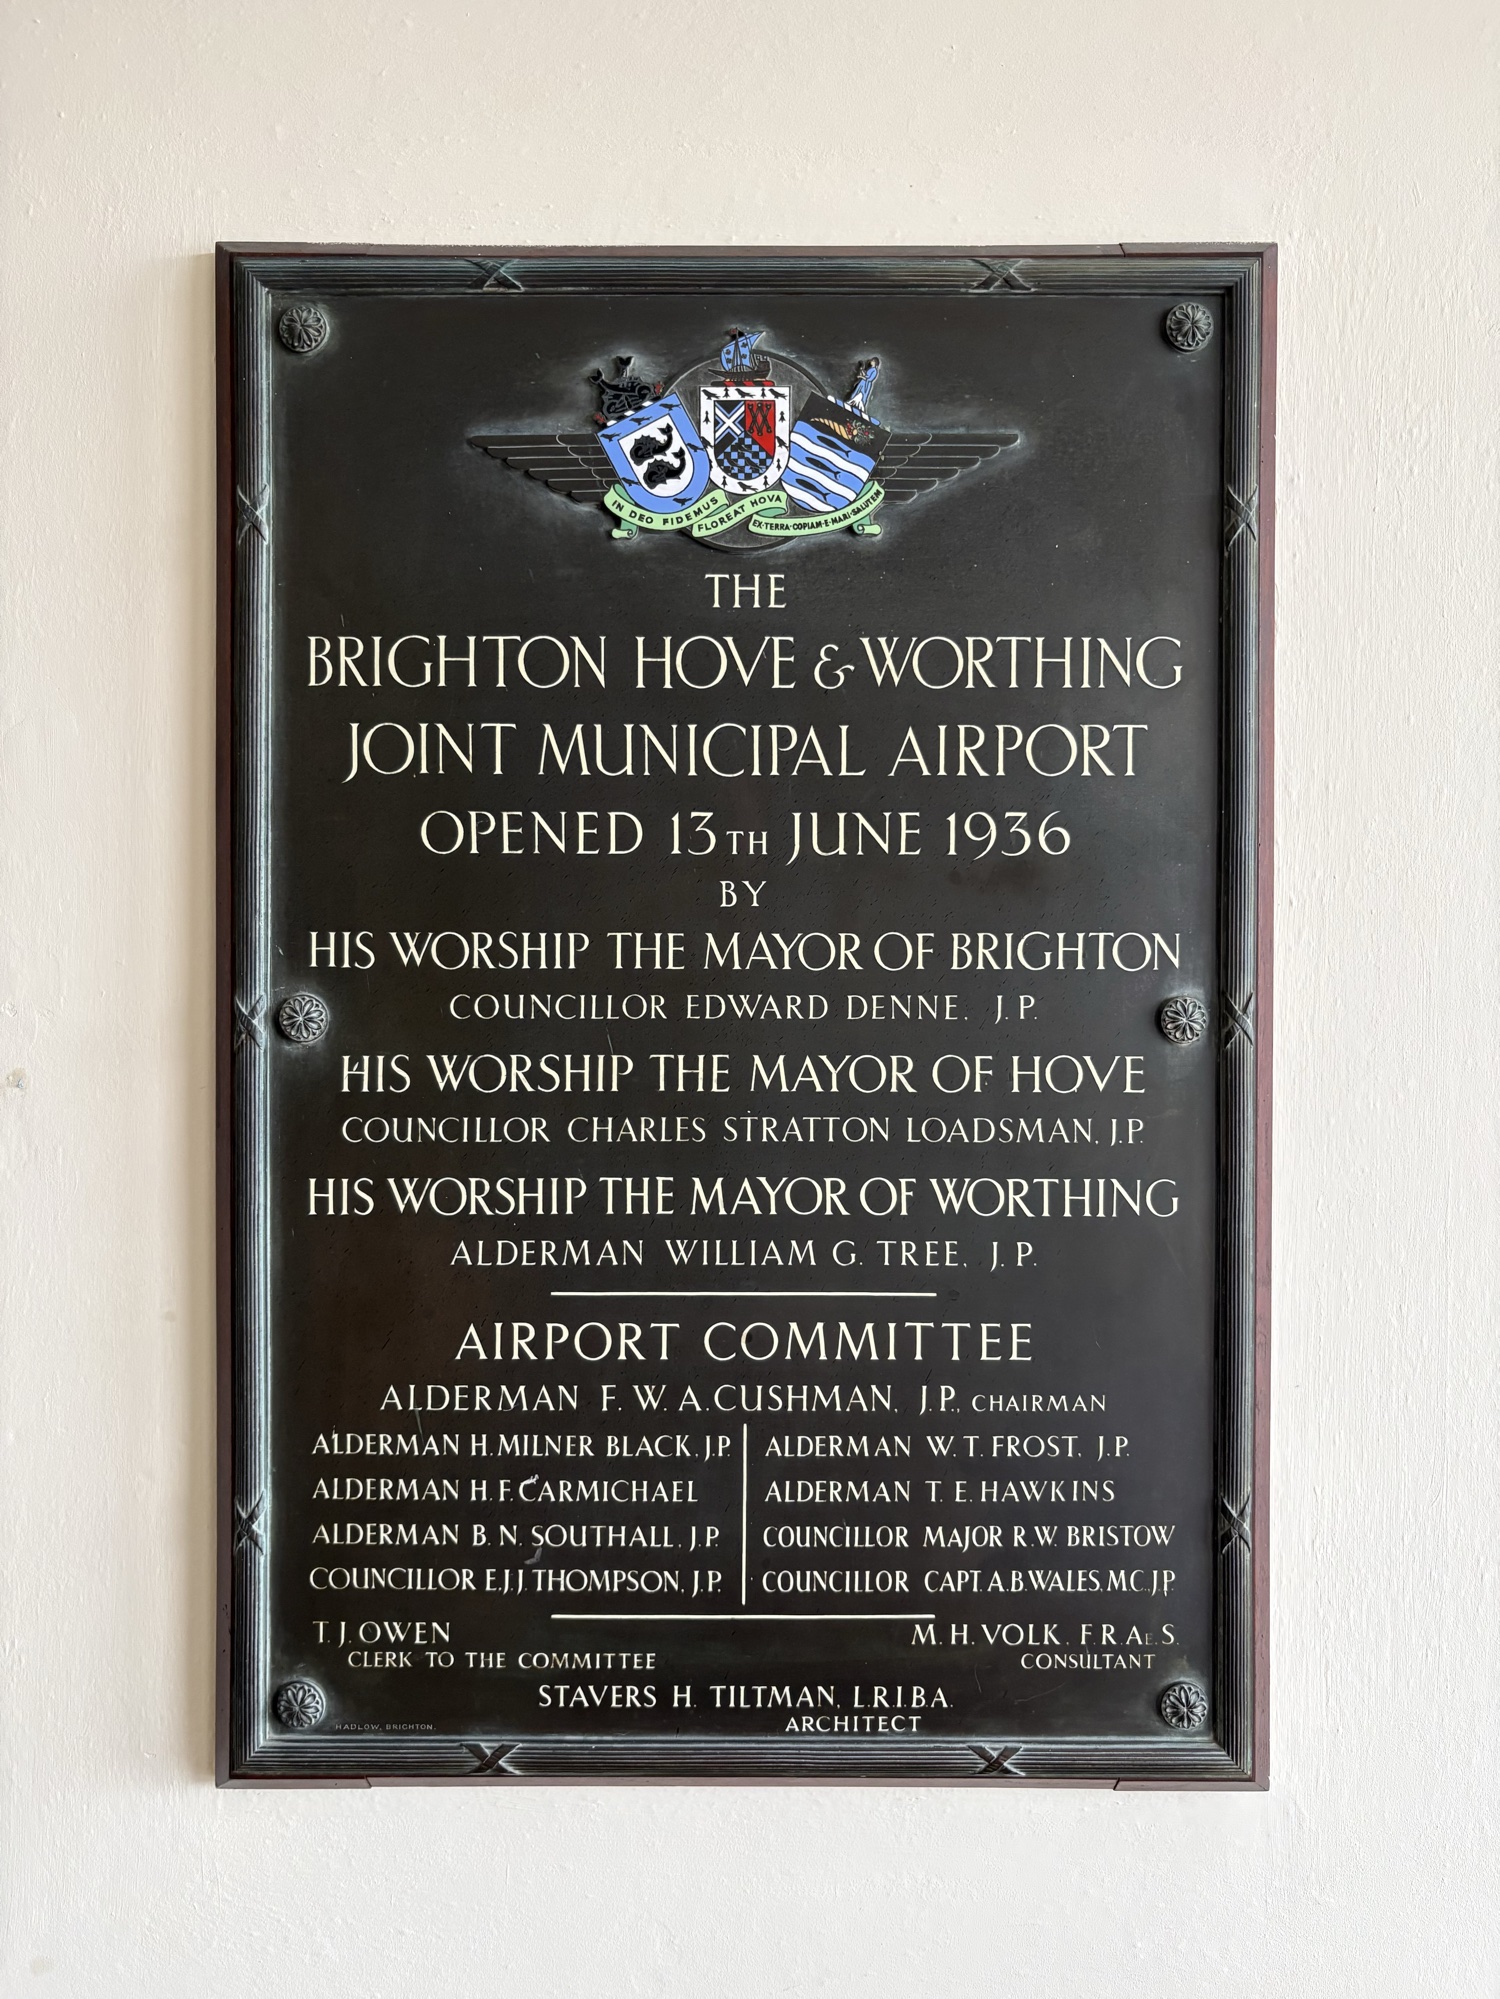 IN DEO FIDEMUS
FLOREAT HOVA
EX·TERRA·COPIAM·E·MARI·SALUTEM
THE
BRIGHTON HOVE & WORTHING
JOINT MUNICIPAL AIRPORT
OPENED 13TH JUNE 1936
BY
HIS WORSHIP THE MAYOR OF BRIGHTON
COUNCILLOR EDWARD DENNE, J.P.
HIS WORSHIP THE MAYOR OF HOVE
COUNCILLOR CHARLES STRATTON LOADSMAN, J.P.
HIS WORSHIP THE MAYOR OF WORTHING
ALDERMAN WILLIAM G. TREE, J.P.
AIRPORT COMMITTEE
ALDERMAN F. W. A. CUSHMAN, J.P., CHAIRMAN
ALDERMAN H. MILNER BLACK, J.P.
ALDERMAN H. F. CARMICHAEL
ALDERMAN B. N. SOUTHALL, J.P.
COUNCILLOR E.J.J. THOMPSON, J.P.
ALDERMAN W. T. FROST, J.P.
ALDERMAN T. E. HAWKINS
COUNCILLOR MAJOR R.W. BRISTOW
COUNCILLOR CAPT. A.B. WALES, M.C., J.P.
T. J. OWEN
CLERK TO THE COMMITTEE
M. H. VOLK, F.R.AE.S.
CONSULTANT
STAVERS H. TILTMAN, L.R.I.B.A.
ARCHITECT
HADLOW, BRIGHTON.